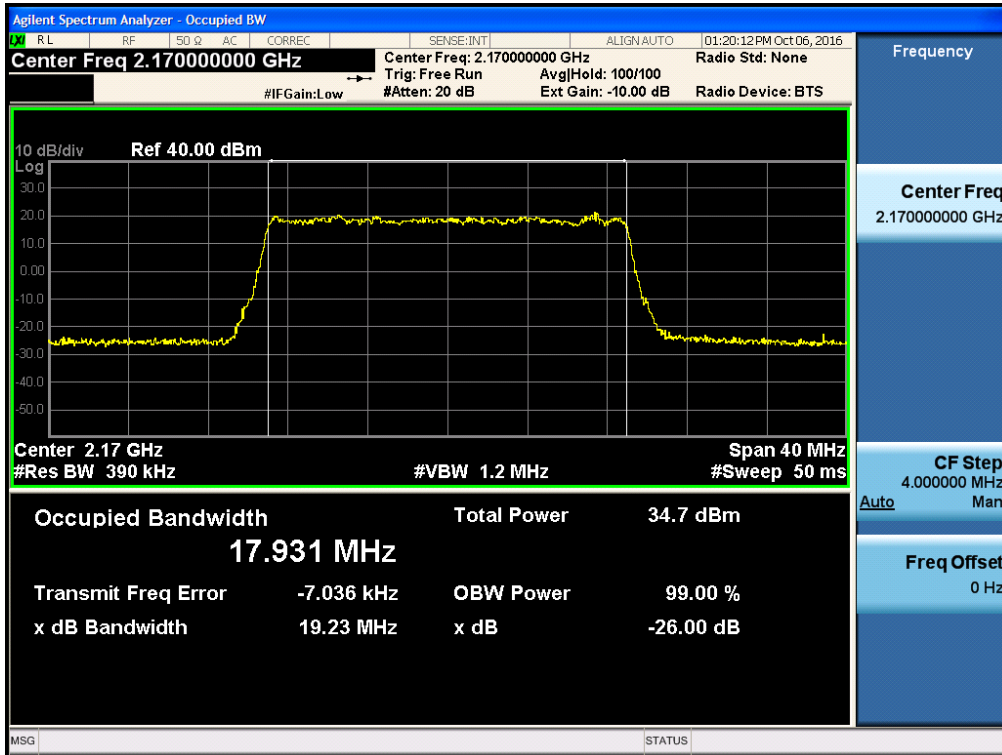 Agilent Spectrum Analyzer - Occupied BW
LXI RL RF 50 Ω AC CORREC SENSE:INT ALIGN AUTO 01:20:12 PM Oct 06, 2016
Center Freq 2.170000000 GHz
Center Freq: 2.170000000 GHz Radio Std: None
Trig: Free Run Avg|Hold: 100/100
#IFGain:Low #Atten: 20 dB Ext Gain: -10.00 dB Radio Device: BTS
10 dB/div Ref 40.00 dBm
Log
30.0
20.0
10.0
0.00
-10.0
-20.0
-30.0
-40.0
-50.0
Center 2.17 GHz Span 40 MHz
#Res BW 390 kHz #VBW 1.2 MHz #Sweep 50 ms
Occupied Bandwidth Total Power 34.7 dBm
17.931 MHz
Transmit Freq Error -7.036 kHz OBW Power 99.00 %
x dB Bandwidth 19.23 MHz x dB -26.00 dB
MSG STATUS
Frequency
Center Freq
2.170000000 GHz
CF Step
4.000000 MHz
Auto Man
Freq Offset
0 Hz